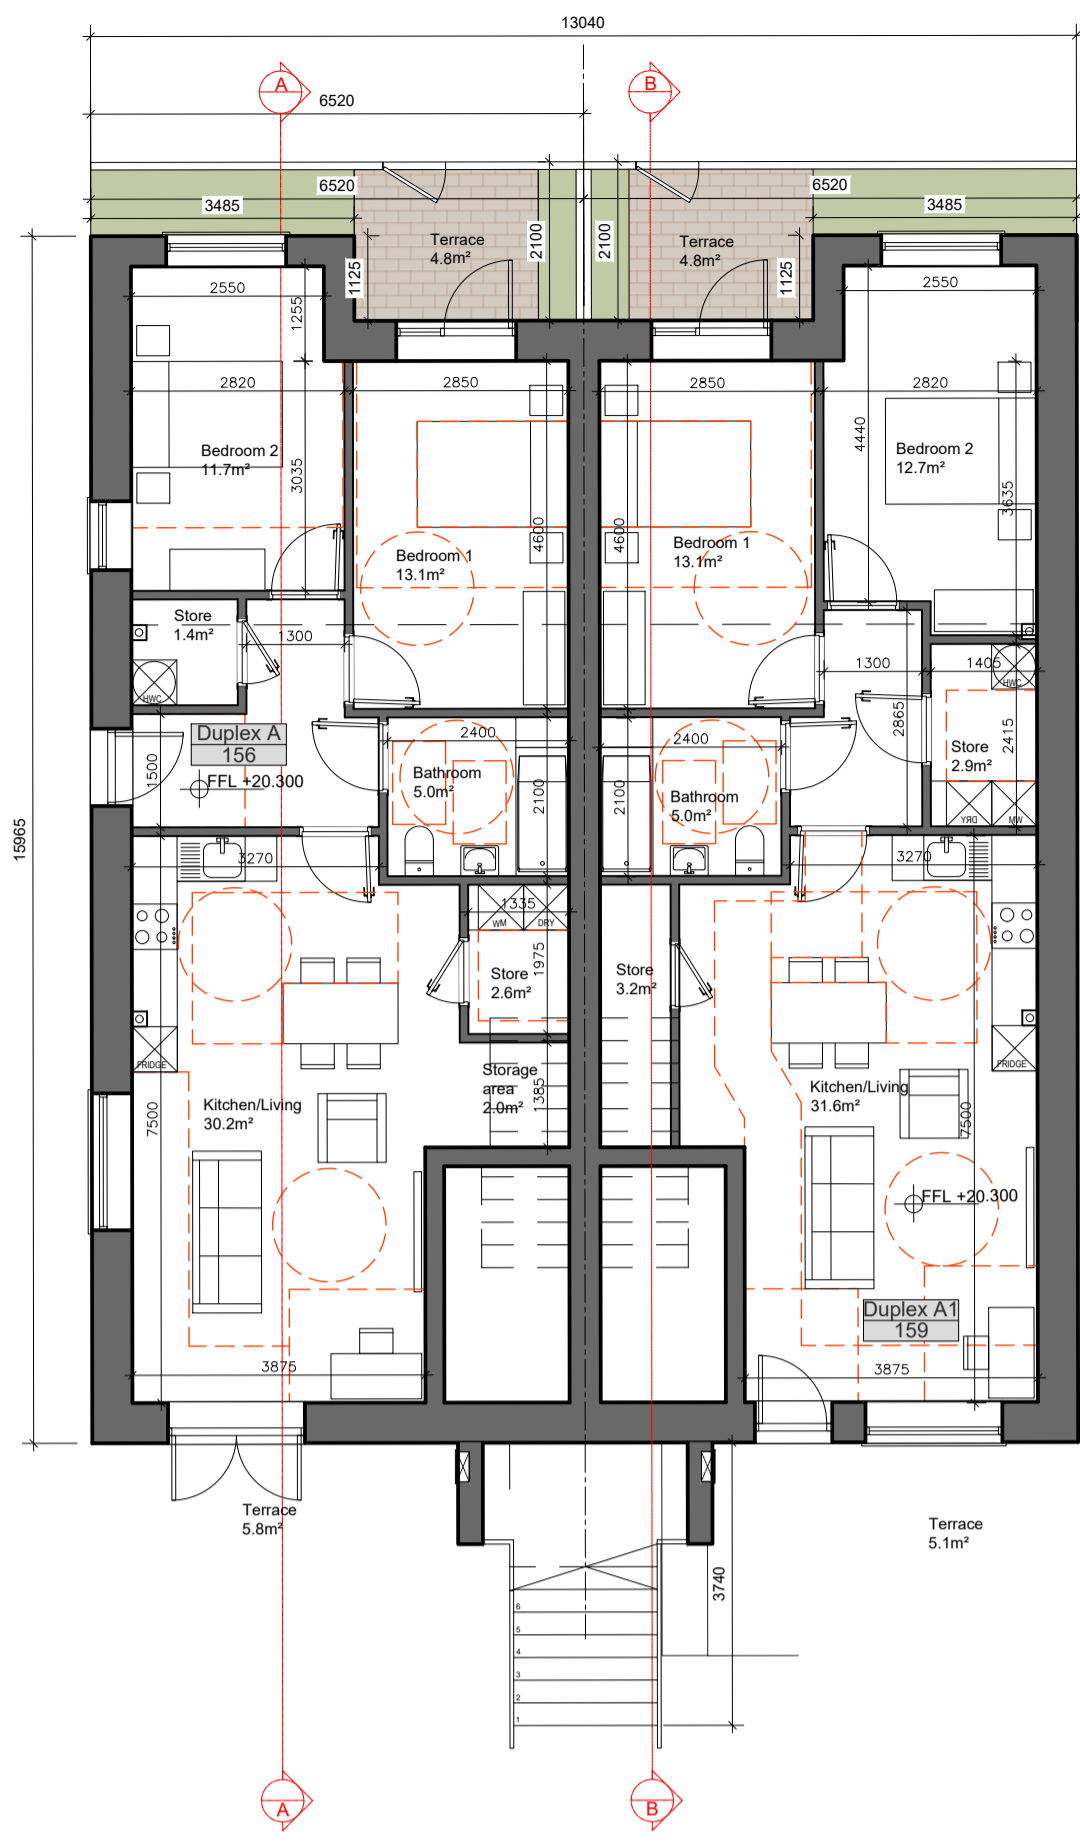 13040
A
B
6520
6520
6520
3485
3485
Terrace
4.8m²
2100
2100
Terrace
4.8m²
1125
1125
2550
1255
2550
2820
2850
2850
2820
4440
Bedroom 2
11.7m²
3035
Bedroom 2
12.7m²
3635
4600
4600
Bedroom 1
13.1m²
Bedroom 1
13.1m²
Store
1.4m²
1300
1300
1405
HWC
HWC
2865
2415
Duplex A
156
FFL +20.300
1500
2400
2400
Bathroom
5.0m²
2100
2100
Bathroom
5.0m²
Store
2.9m²
DRY
WM
15965
3270
3270
1335
WM
DRY
1975
Store
2.6m²
Store
3.2m²
FRIDGE
FRIDGE
Storage
area
2.0m²
1385
Kitchen/Living
30.2m²
7500
Kitchen/Living
31.6m²
7500
FFL +20.300
Duplex A1
159
3875
3875
Terrace
5.8m²
Terrace
5.1m²
3740
6
5
4
3
2
1
A
B